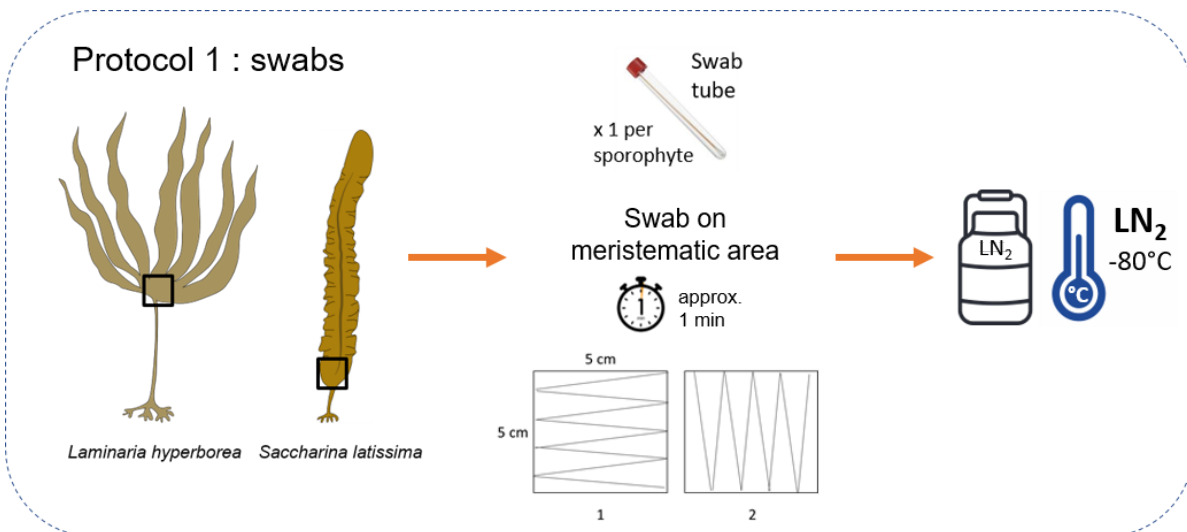 Protocol 1 : swabs
Laminaria hyperborea
Saccharina latissima
Swab
tube
x 1 per
sporophyte
Swab on
meristematic area
1
approx.
1 min
5 cm
5 cm
1
2
LN₂
°C
LN₂
-80°C